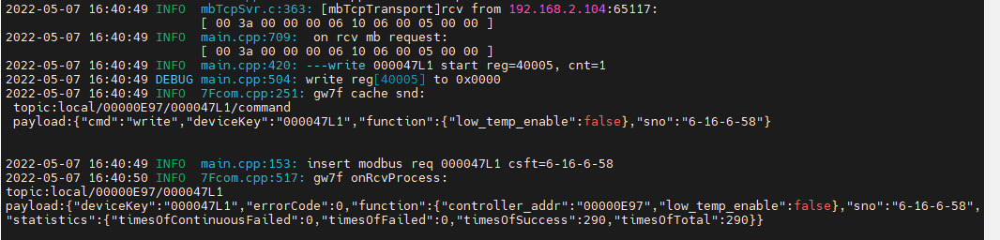 2022-05-07 16:40:49 INFO  mbTcpSvr.c:363: [mbTcpTransport]rcv from 192.168.2.104:65117:
[ 00 3a 00 00 00 06 10 06 00 05 00 00 ]
2022-05-07 16:40:49 INFO  main.cpp:709:  on rcv mb request:
[ 00 3a 00 00 00 06 10 06 00 05 00 00 ]
2022-05-07 16:40:49 INFO  main.cpp:420: ---write 000047L1 start reg=40005, cnt=1
2022-05-07 16:40:49 DEBUG main.cpp:504: write reg[40005] to 0x0000
2022-05-07 16:40:49 INFO  7Fcom.cpp:251: gw7f cache snd:
topic:local/00000E97/000047L1/command
payload:{"cmd":"write","deviceKey":"000047L1","function":{"low_temp_enable":false},"sno":"6-16-6-58"}
2022-05-07 16:40:49 INFO  main.cpp:153: insert modbus req 000047L1 csft=6-16-6-58
2022-05-07 16:40:50 INFO  7Fcom.cpp:517: gw7f onRcvProcess:
topic:local/00000E97/000047L1
payload:{"deviceKey":"000047L1","errorCode":0,"function":{"controller_addr":"00000E97","low_temp_enable":false},"sno":"6-16-6-58",
"statistics":{"timesOfContinuousFailed":0,"timesOfFailed":0,"timesOfSuccess":290,"timesOfTotal":290}}